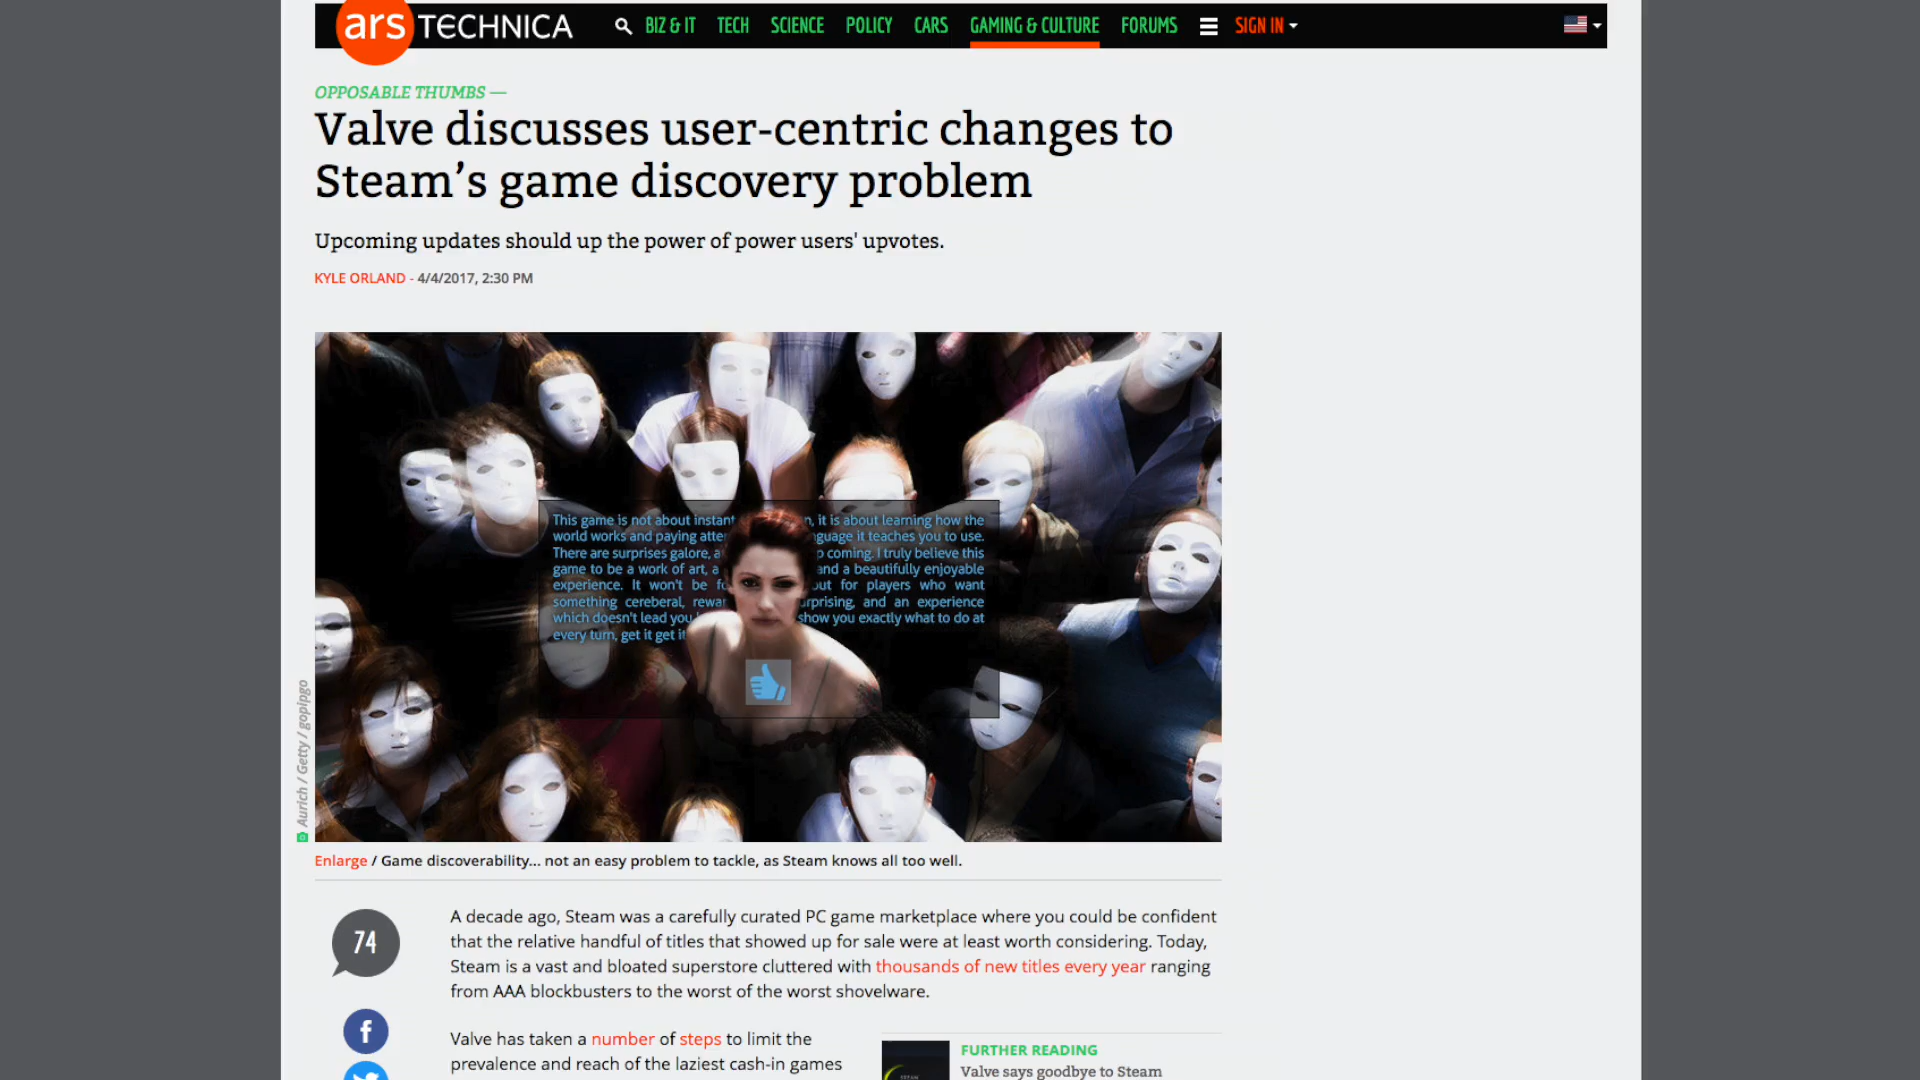 ars TECHNICA BIZ & IT TECH SCIENCE POLICY CARS GAMING & CULTURE FORUMS SIGN IN
OPPOSABLE THUMBS —
Valve discusses user-centric changes to
Steam’s game discovery problem
Upcoming updates should up the power of power users' upvotes.
KYLE ORLAND - 4/4/2017, 2:30 PM
This game is not about instant it is about learning how the
world works and paying you to use.
There are surprises galore, coming. I truly believe this
game to be a work of art, and a beautifully enjoyable
experience. It won't be for players who want
something cereberal, and an experience
which doesn't lead you show you exactly what to do at
every turn, get it get it
Aurich / Getty / gopipgo
Enlarge / Game discoverability... not an easy problem to tackle, as Steam knows all too well.
74
A decade ago, Steam was a carefully curated PC game marketplace where you could be confident
that the relative handful of titles that showed up for sale were at least worth considering. Today,
Steam is a vast and bloated superstore cluttered with thousands of new titles every year ranging
from AAA blockbusters to the worst of the worst shovelware.
Valve has taken a number of steps to limit the
prevalence and reach of the laziest cash-in games
FURTHER READING
Valve says goodbye to Steam